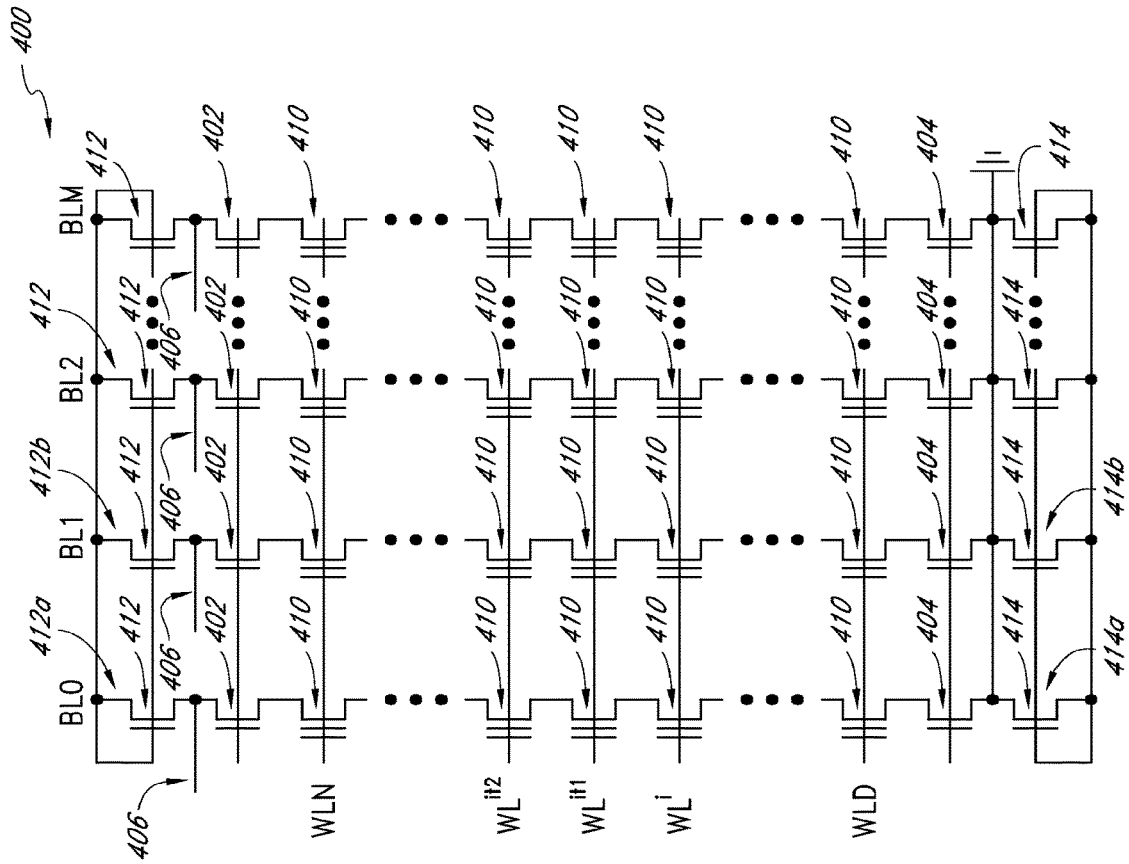 400
BL0 BL1 BL2 BLM
412a 412b 412 412
412 412 412
406 406 406 406
402 402 402 402
WLN 410 410 410 410
WL^it2 410 410 410 410
WL^it1 410 410 410 410
WL^i 410 410 410 410
WLD 410 410 410 410
404 404 404 404
414 414 414 414
414a 414b